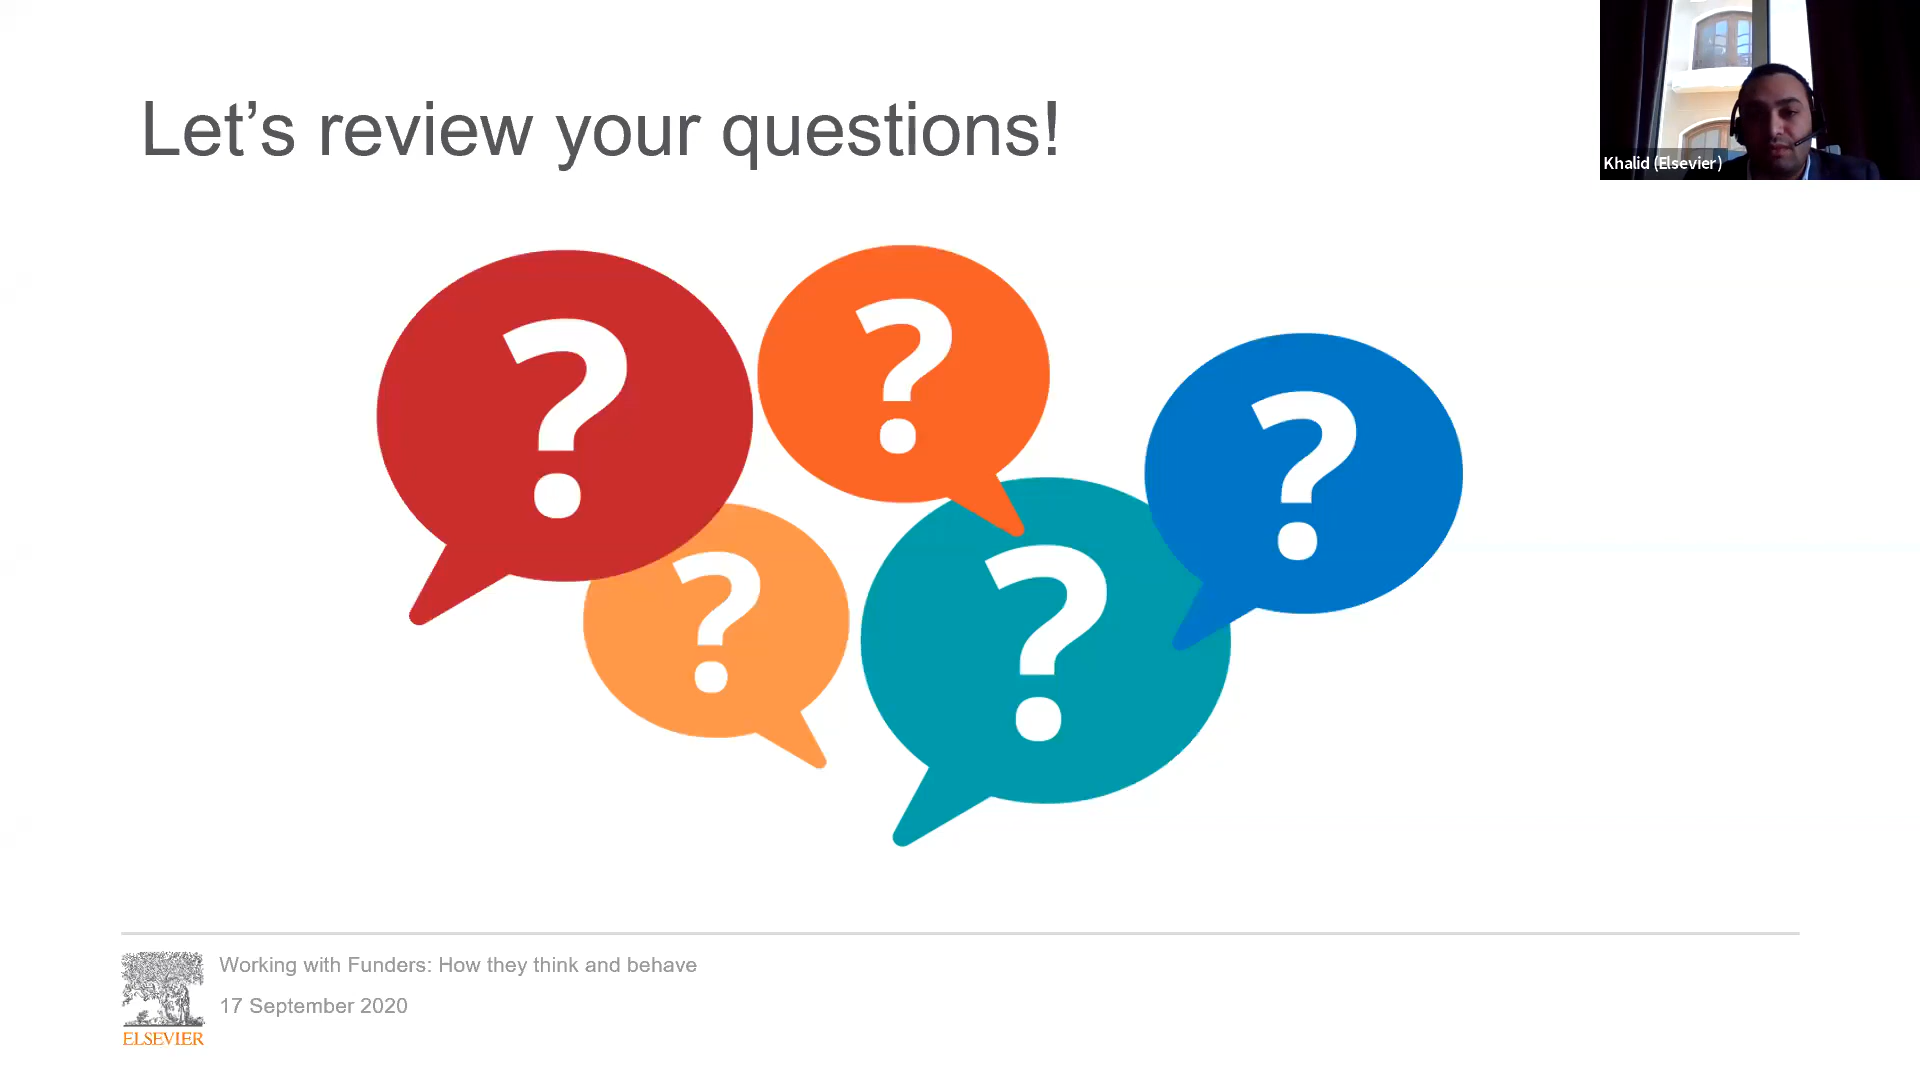 Let’s review your questions!
Khalid (Elsevier)
?
?
?
?
?
Working with Funders: How they think and behave
17 September 2020
ELSEVIER